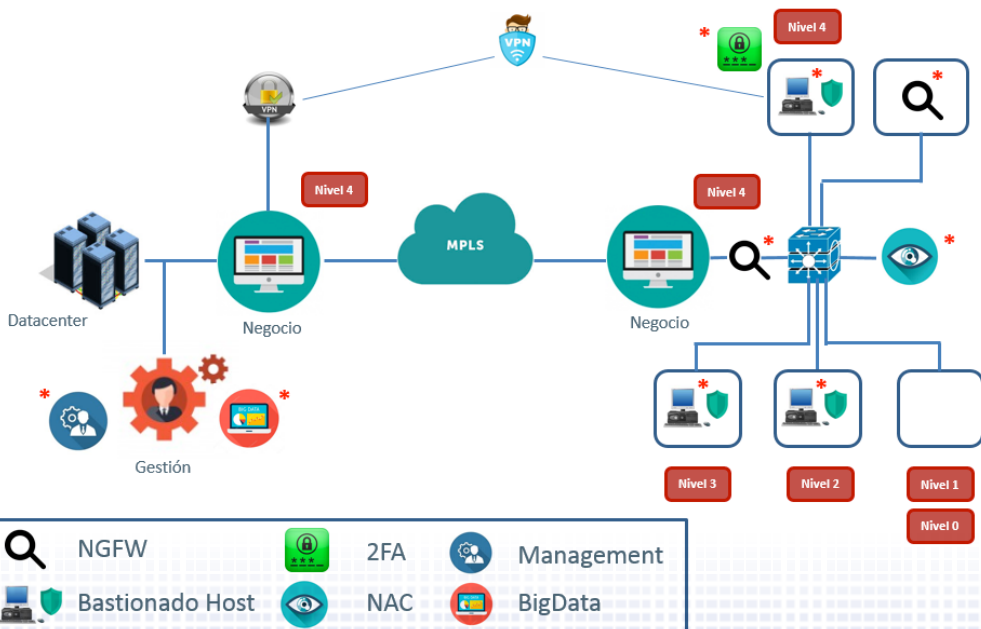 VPN
*
Nivel 4
*
*
VPN
Nivel 4
Nivel 4
MPLS
*
*
Datacenter
Negocio
Negocio
*
*
*
*
BIG DATA
Gestión
Nivel 3
Nivel 2
Nivel 1
Nivel 0
NGFW
***
2FA
Management
Bastionado Host
NAC
BigData